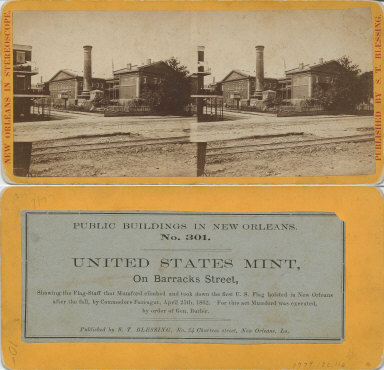 NEW ORLEANS IN STEREOSCOPE.
PUBLISHED BY S. T. BLESSING.
PUBLIC BUILDINGS IN NEW ORLEANS.
No. 301.
UNITED STATES MINT,
On Barracks Street,
Showing the Flag-Staff that Mumford climbed and took down the first U. S. Flag hoisted in New Orleans
after the fall, by Commodore Farragut, April 25th, 1862. For this act Mumford was executed,
by order of Gen. Butler.
Published by S. T. BLESSING, No. 24 Chartres street, New Orleans, La.